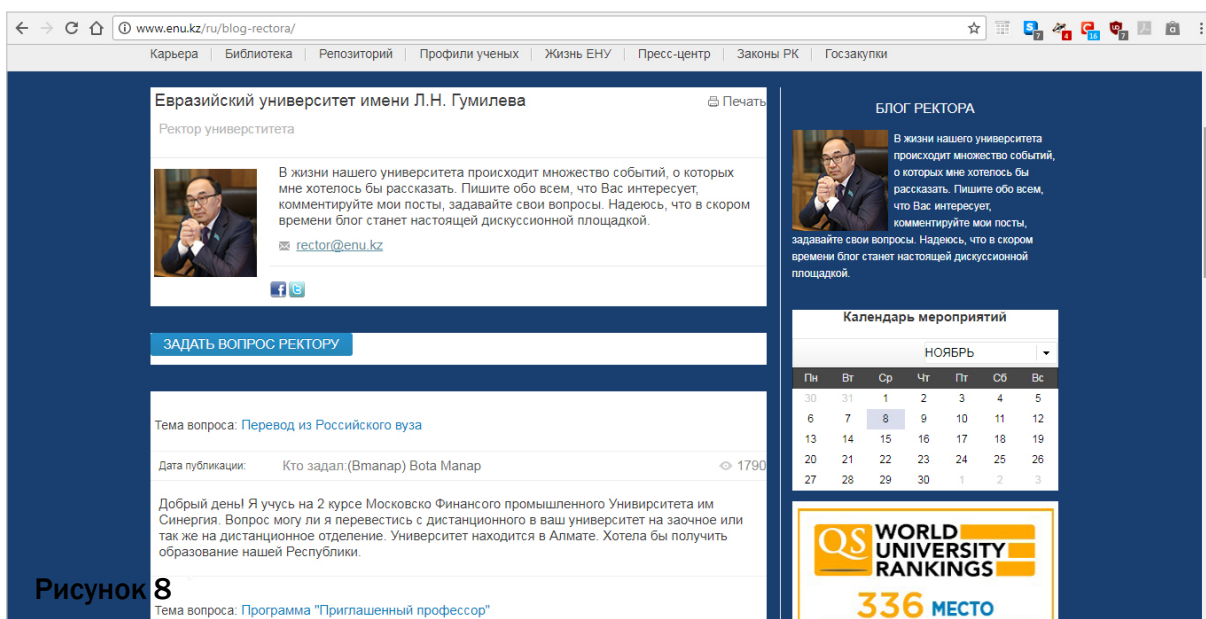 www.enu.kz/ru/blog-rectora/
7 4 16 7
Карьера Библиотека Репозиторий Профили ученых Жизнь ЕНУ Пресс-центр Законы РК Госзакупки
Евразийский университет имени Л.Н. Гумилева
Печать
Ректор университета
В жизни нашего университета происходит множество событий, о которых
мне хотелось бы рассказать. Пишите обо всем, что Вас интересует,
комментируйте мои посты, задавайте свои вопросы. Надеюсь, что в скором
времени блог станет настоящей дискуссионной площадкой.
rector@enu.kz
ЗАДАТЬ ВОПРОС РЕКТОРУ
Тема вопроса: Перевод из Российского вуза
Дата публикации: Кто задал:(Bmanap) Bota Manap 1790
Добрый день! Я учусь на 2 курсе Московско Финансого промышленного Унивирситета им
Синергия. Вопрос могу ли я перевестись с дистанционного в ваш университет на заочное или
так же на дистанционное отделение. Университет находится в Алмате. Хотела бы получить
образование нашей Республики.
Рисунок 8
Тема вопроса: Программа "Приглашенный профессор"
БЛОГ РЕКТОРА
В жизни нашего университета
происходит множество событий,
о которых мне хотелось бы
рассказать. Пишите обо всем,
что Вас интересует,
комментируйте мои посты,
задавайте свои вопросы. Надеюсь, что в скором
времени блог станет настоящей дискуссионной
площадкой.
Календарь мероприятий
НОЯБРЬ
Пн Вт Ср Чт Пт Сб Вс
30 31 1 2 3 4 5
6 7 8 9 10 11 12
13 14 15 16 17 18 19
20 21 22 23 24 25 26
27 28 29 30 1 2 3
QS WORLD
UNIVERSITY
RANKINGS
336 МЕСТО